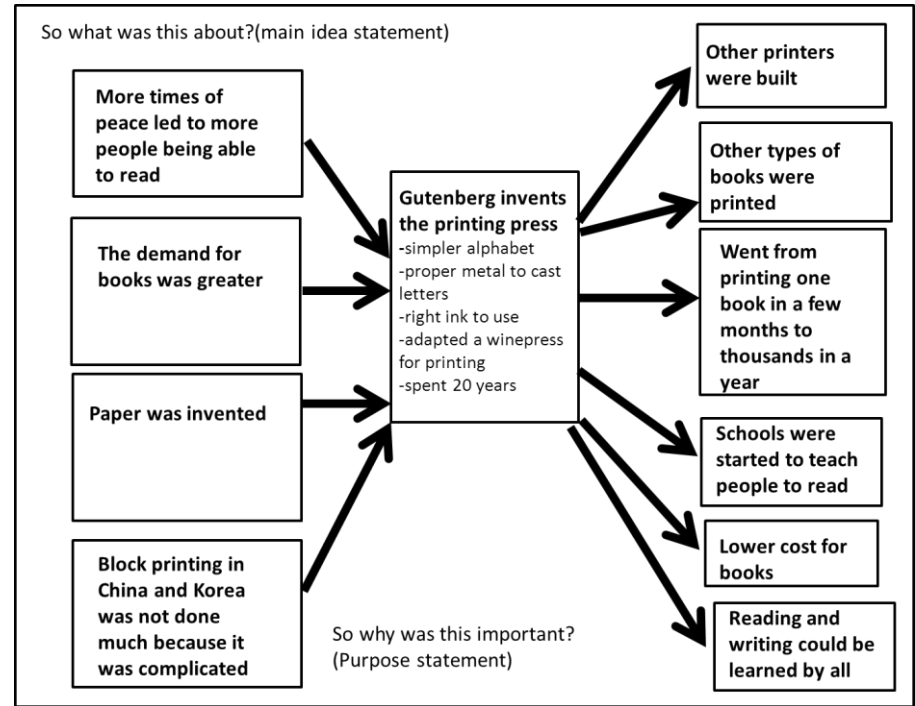 So what was this about?(main idea statement)
More times of
peace led to more
people being able
to read
The demand for
books was greater
Paper was invented
Block printing in
China and Korea
was not done
much because it
was complicated
Gutenberg invents
the printing press
-simpler alphabet
-proper metal to cast
letters
-right ink to use
-adapted a winepress
for printing
-spent 20 years
So why was this important?
(Purpose statement)
Other printers
were built
Other types of
books were
printed
Went from
printing one
book in a few
months to
thousands in a
year
Schools were
started to teach
people to read
Lower cost for
books
Reading and
writing could be
learned by all